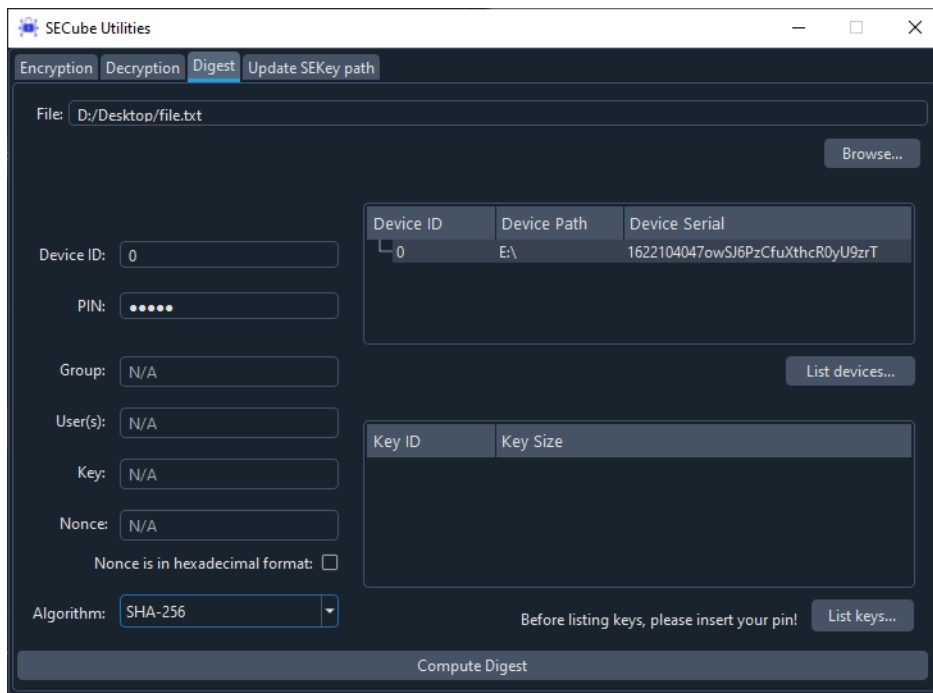 SECube Utilities
Encryption Decryption Digest Update SEKey path
File: D:/Desktop/file.txt
Browse...
Device ID Device Path Device Serial
0 E:\ 1622104047owSJ6PzCfuXthcR0yU9zrT
Device ID: 0
PIN: •••••
Group: N/A
List devices...
User(s): N/A
Key ID Key Size
Key: N/A
Nonce: N/A
Nonce is in hexadecimal format:
Algorithm: SHA-256
Before listing keys, please insert your pin! List keys...
Compute Digest